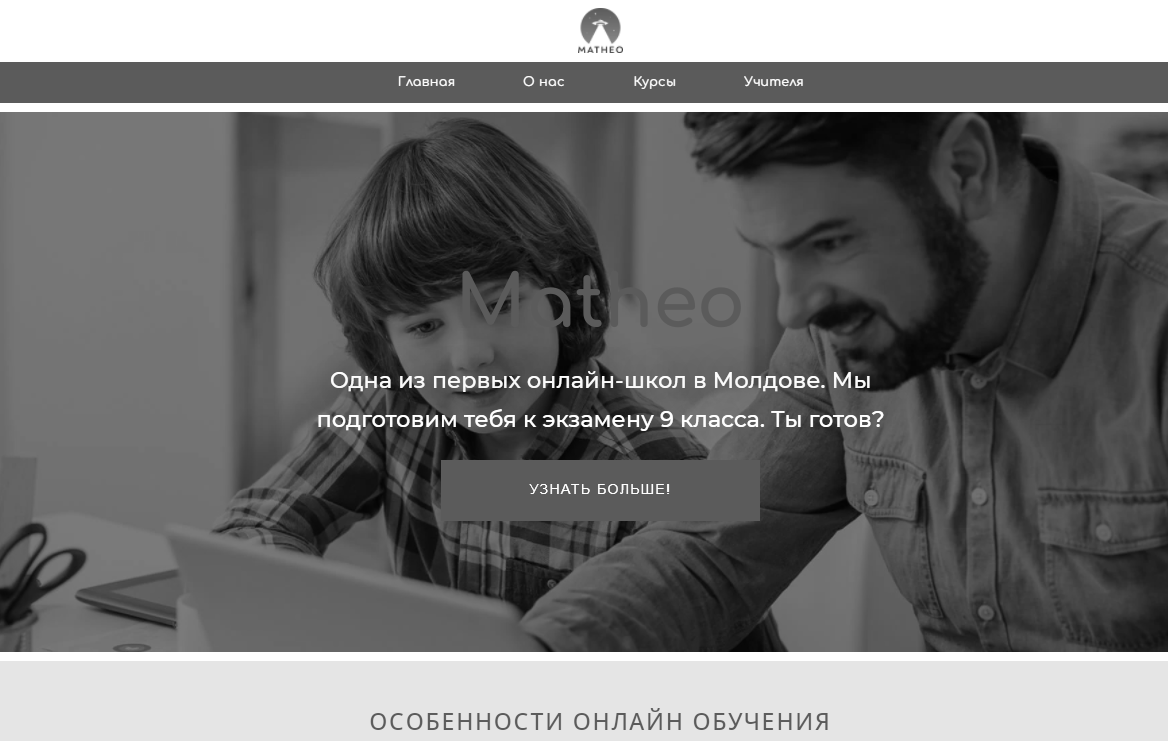 MATHEO
Главная О нас Курсы Учителя
Matheo
Одна из первых онлайн-школ в Молдове. Мы
подготовим тебя к экзамену 9 класса. Ты готов?
УЗНАТЬ БОЛЬШЕ!
ОСОБЕННОСТИ ОНЛАЙН ОБУЧЕНИЯ